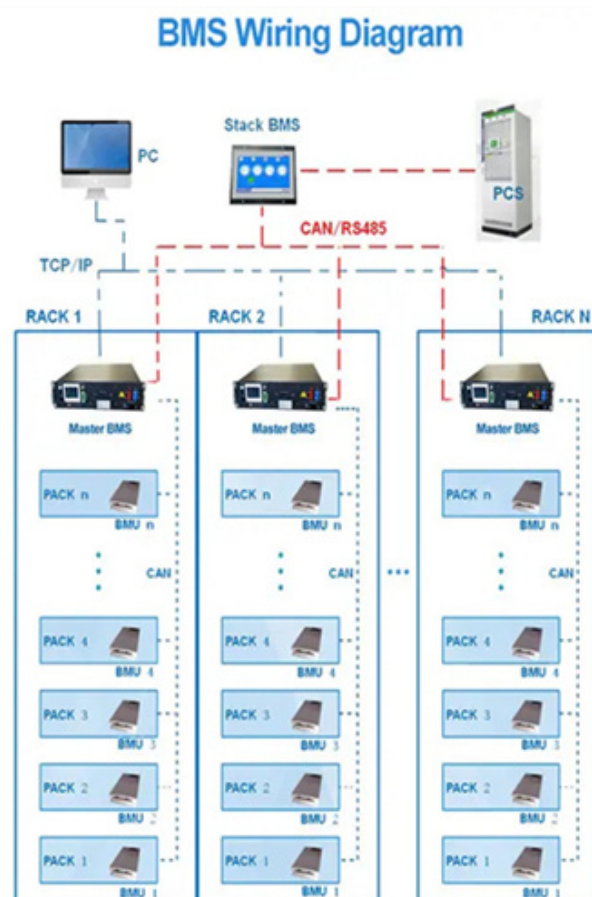 BMS Wiring Diagram
PC
Stack BMS
PCS
CAN/RS485
TCP/IP
RACK 1
RACK 2
RACK N
Master BMS
Master BMS
Master BMS
PACK n
BMU n
PACK n
BMU n
PACK n
BMU n
CAN
CAN
CAN
PACK 4
BMU 4
PACK 4
BMU 4
PACK 4
BMU 4
PACK 3
BMU 3
PACK 3
BMU 3
PACK 3
BMU 3
PACK 2
BMU 2
PACK 2
BMU 2
PACK 2
BMU 2
PACK 1
BMU 1
PACK 1
BMU 1
PACK 1
BMU 1